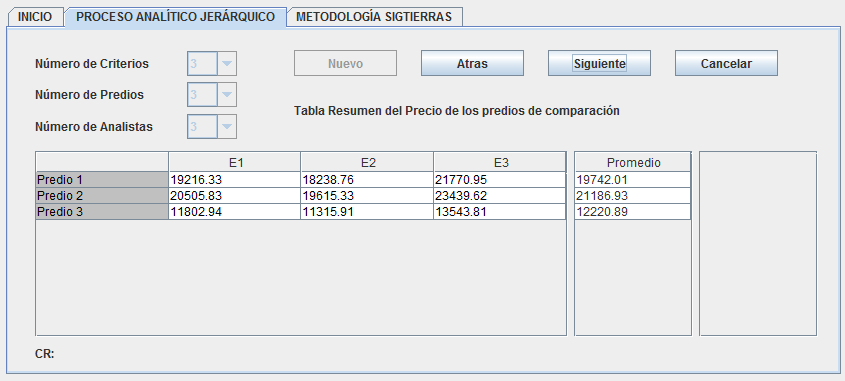 INICIO PROCESO ANALÍTICO JERÁRQUICO METODOLOGÍA SIGTIERRAS
Número de Criterios 3 Nuevo Atras Siguiente Cancelar
Número de Predios 3
Tabla Resumen del Precio de los predios de comparación
Número de Analistas 3
E1 E2 E3 Promedio
Predio 1 19216.33 18238.76 21770.95 19742.01
Predio 2 20505.83 19615.33 23439.62 21186.93
Predio 3 11802.94 11315.91 13543.81 12220.89
CR: